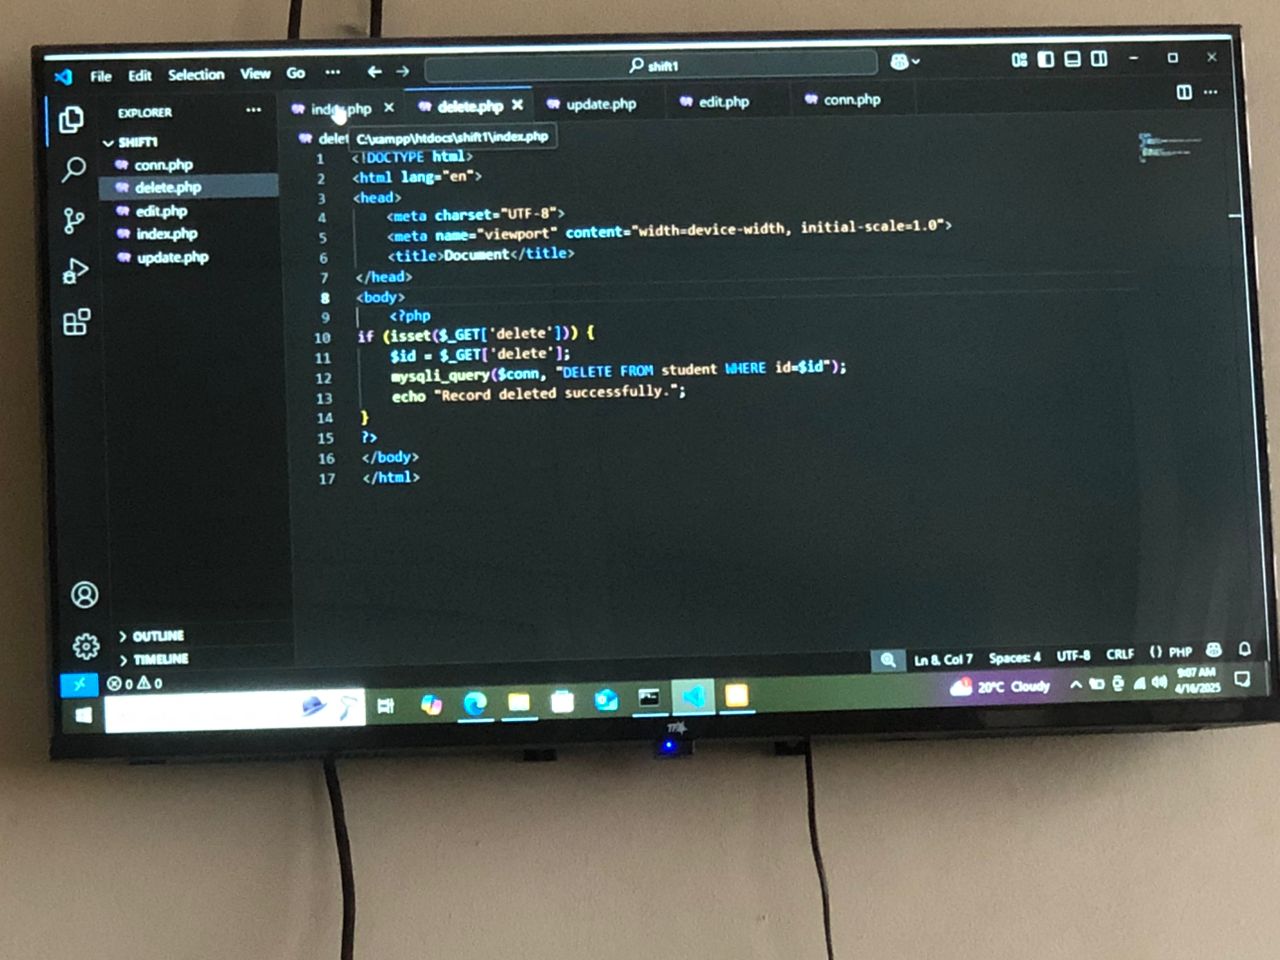 File Edit Selection View Go ··· shift1
EXPLORER ···
index.php delete.php update.php edit.php conn.php
SHIFT1
conn.php
delete.php
edit.php
index.php
update.php
delet
C:\xampp\htdocs\shift1\index.php
1 <!DOCTYPE html>
2 <html lang="en">
3 <head>
4 <meta charset="UTF-8">
5 <meta name="viewport" content="width=device-width, initial-scale=1.0">
6 <title>Document</title>
7 </head>
8 <body>
9 <?php
10 if (isset($_GET['delete'])) {
11 $id = $_GET['delete'];
12 mysqli_query($conn, "DELETE FROM student WHERE id=$id");
13 echo "Record deleted successfully.";
14 }
15 ?>
16 </body>
17 </html>
OUTLINE
TIMELINE
0 0 Ln 8, Col 7 Spaces: 4 UTF-8 CRLF {} PHP
20°C Cloudy 9:07 AM
4/16/2025